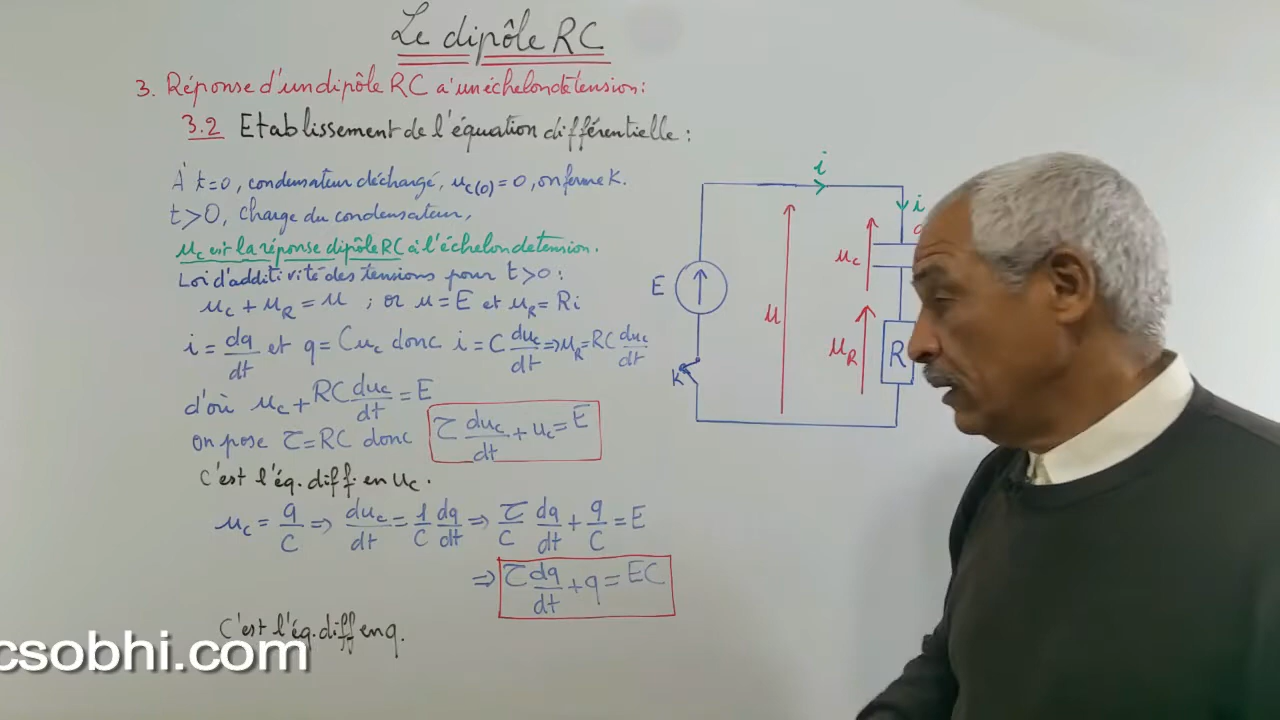 Le dipôle RC
3. Réponse d'un dipôle RC à un échelon de tension :
3.2 Etablissement de l'équation différentielle :
À t=0, condensateur déchargé, uc(0)=0, on ferme K.
t>0, charge du condensateur,
uc est la réponse dipôle RC à l'échelon de tension.
Loi d'additivité des tensions pour t>0 :
uc + uR = u ; or u = E et uR = Ri
i = dq/dt et q = Cuc donc i = C duc/dt ⇒ uR = RC duc/dt
d'où uc + RC duc/dt = E
on pose τ = RC donc τ duc/dt + uc = E
C'est l'éq. diff. en uc.
uc = q/C ⇒ duc/dt = 1/C dq/dt ⇒ τ/C dq/dt + q/C = E
⇒ τ dq/dt + q = EC
C'est l'éq. diff en q.
i
i
uc
E
u
uR
R
K
csobhi.com